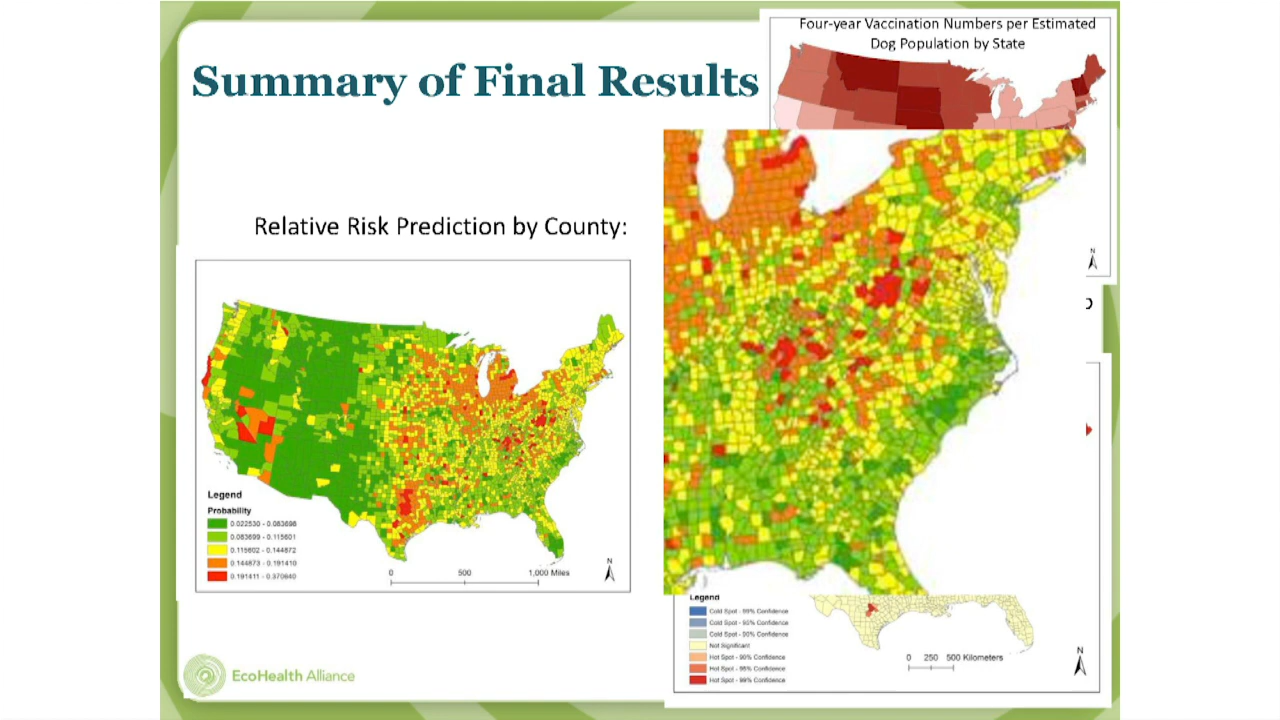 Four-year Vaccination Numbers per Estimated
Dog Population by State
Summary of Final Results
Relative Risk Prediction by County:
N
Legend
Probability
0.022530 - 0.083698
0.083699 - 0.115601
0.115602 - 0.144872
0.144873 - 0.191410
0.191411 - 0.370640
0 500 1,000 Miles
N
Legend
Cold Spot - 99% Confidence
Cold Spot - 95% Confidence
Cold Spot - 90% Confidence
Not Significant
Hot Spot - 90% Confidence
Hot Spot - 95% Confidence
Hot Spot - 99% Confidence
0 250 500 Kilometers
N
EcoHealth Alliance